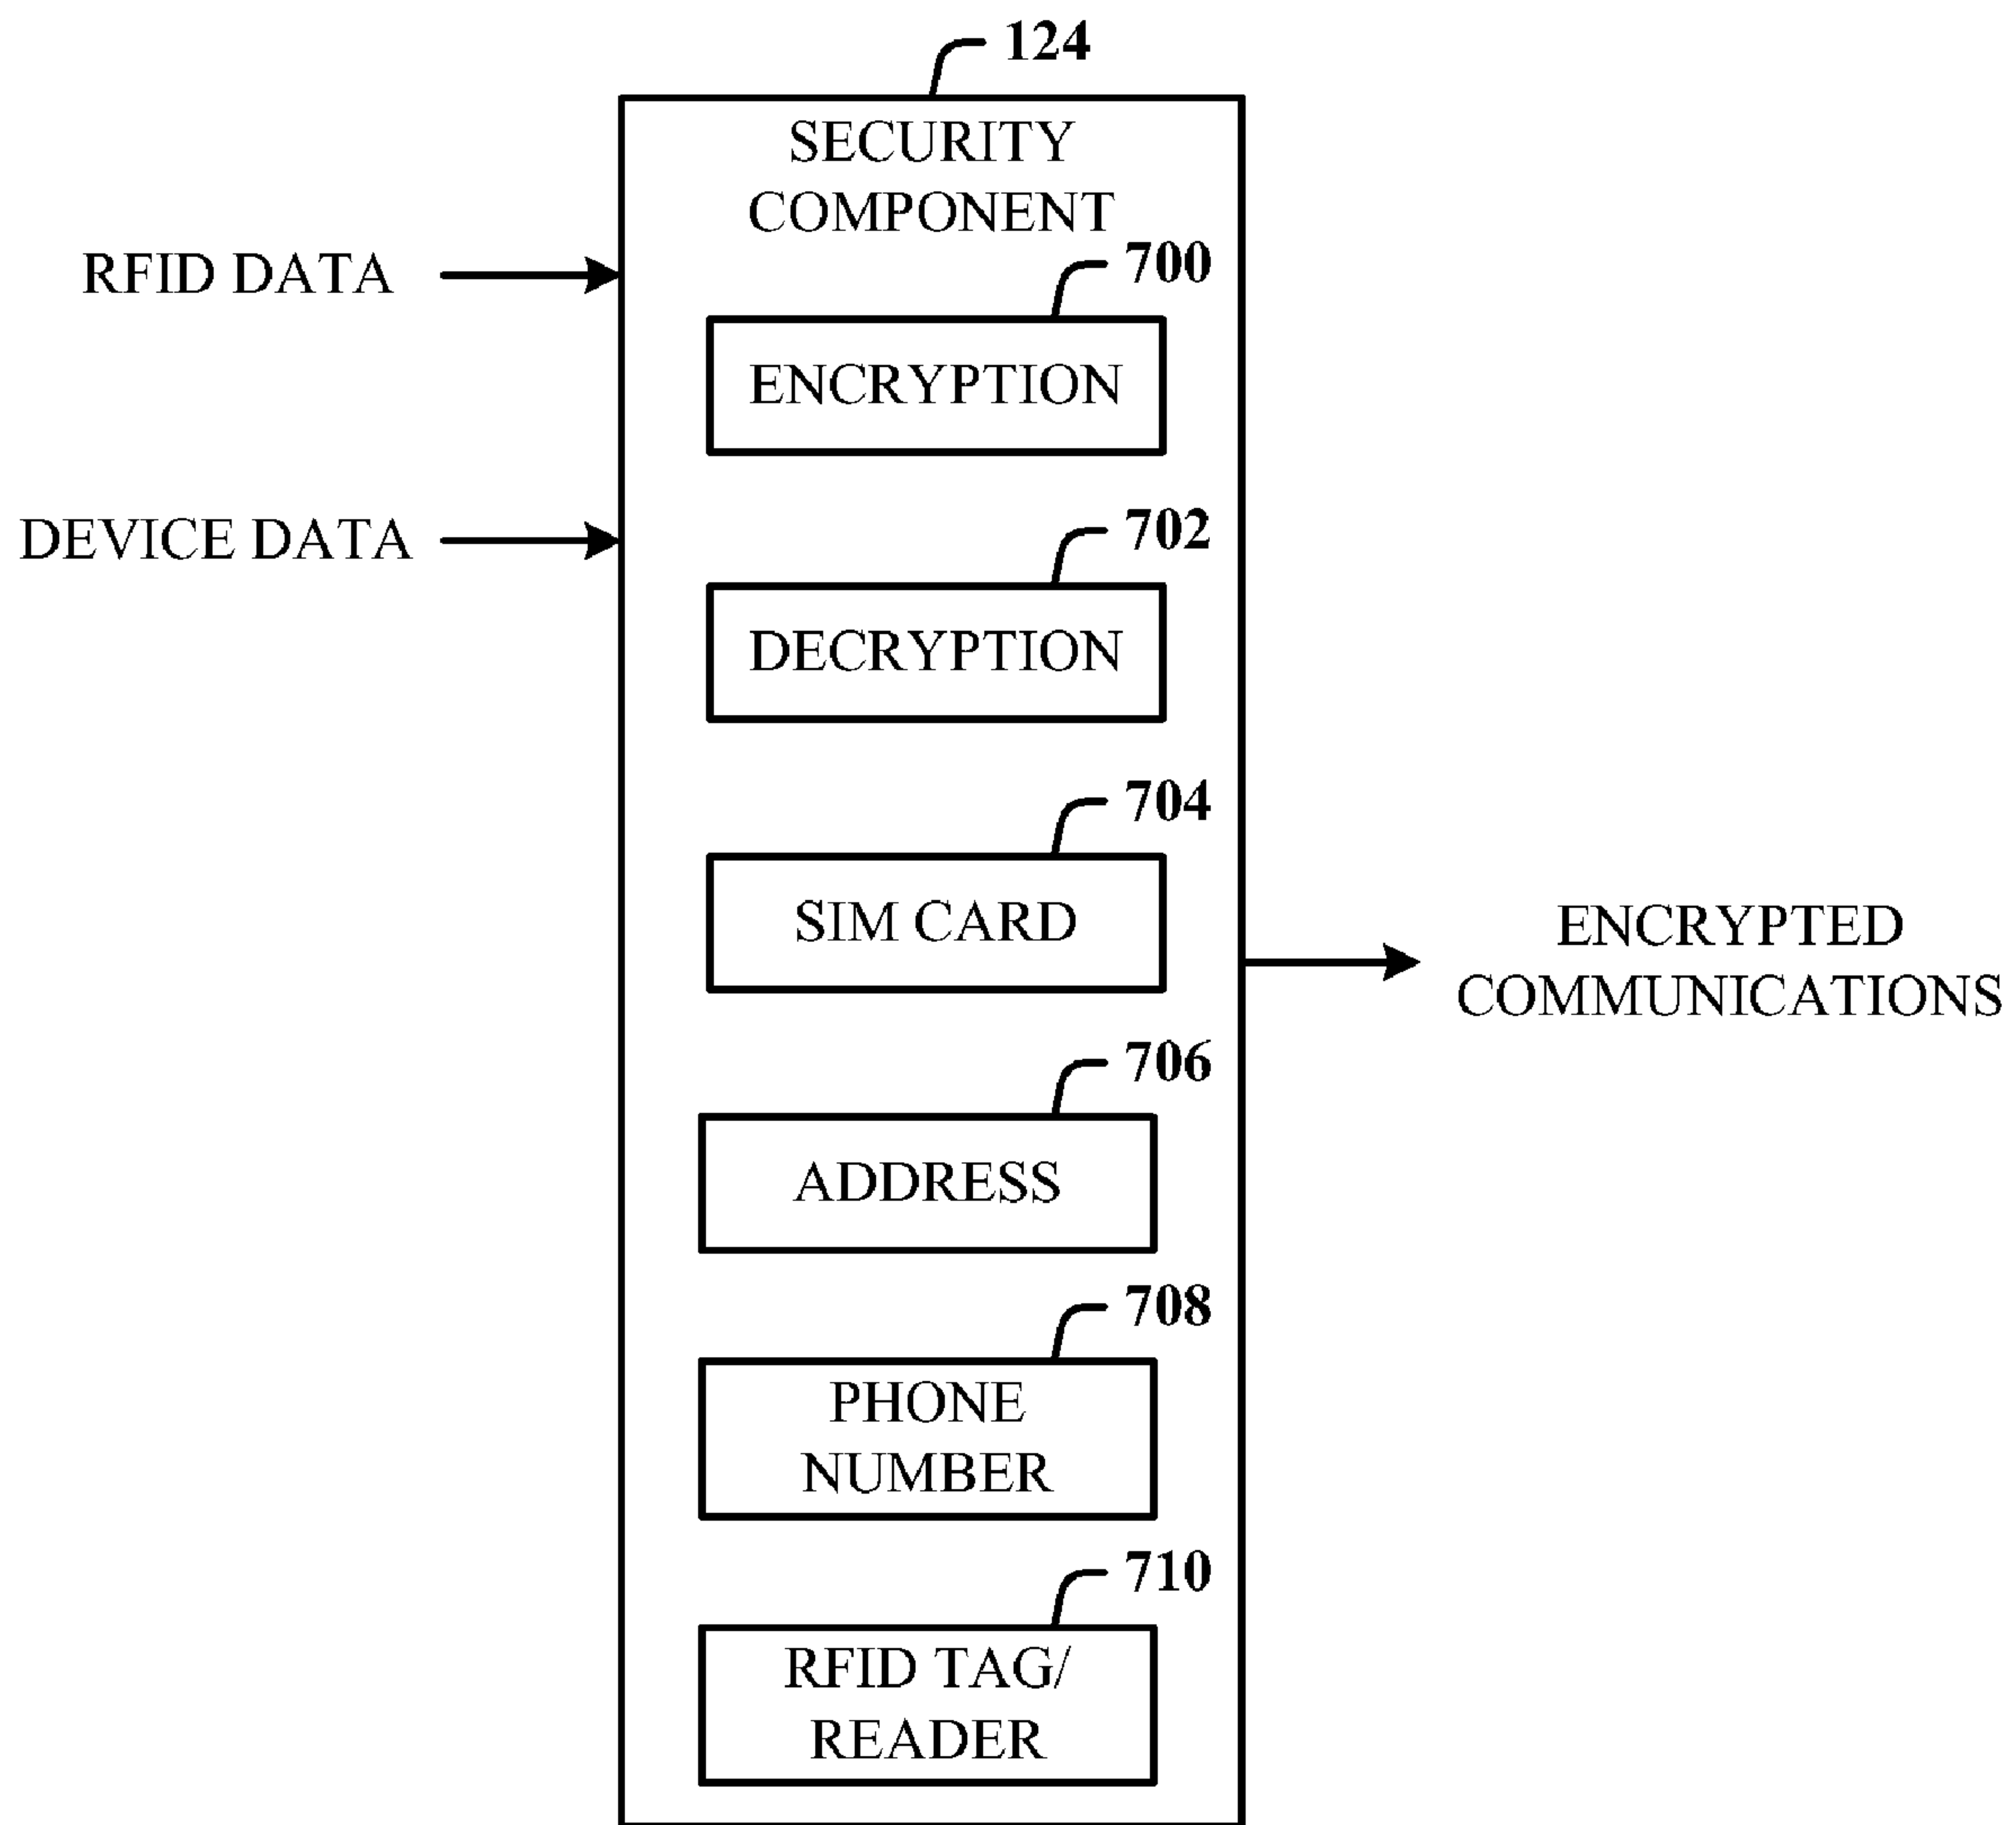 124
SECURITY
COMPONENT
RFID DATA
700
ENCRYPTION
DEVICE DATA
702
DECRYPTION
704
SIM CARD
ENCRYPTED
COMMUNICATIONS
706
ADDRESS
708
PHONE
NUMBER
710
RFID TAG/
READER